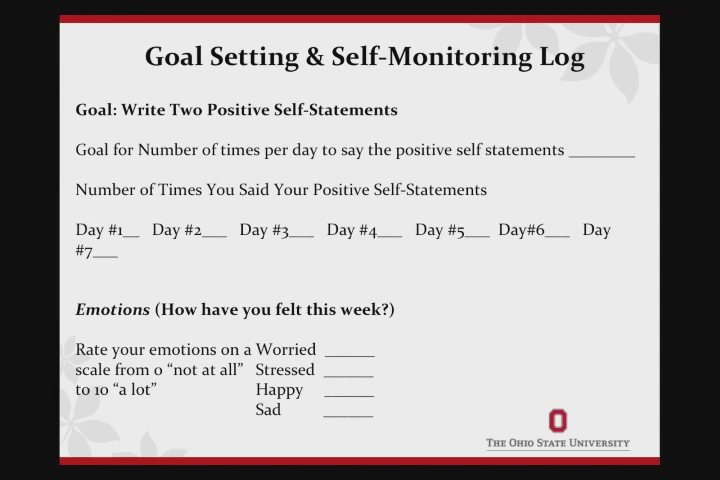 Goal Setting & Self-Monitoring Log
Goal: Write Two Positive Self-Statements
Goal for Number of times per day to say the positive self statements ________
Number of Times You Said Your Positive Self-Statements
Day #1__ Day #2___ Day #3___ Day #4___ Day #5___ Day#6___ Day
#7___
Emotions (How have you felt this week?)
Rate your emotions on a Worried ______
scale from 0 “not at all” Stressed ______
to 10 “a lot” Happy ______
Sad ______
THE OHIO STATE UNIVERSITY